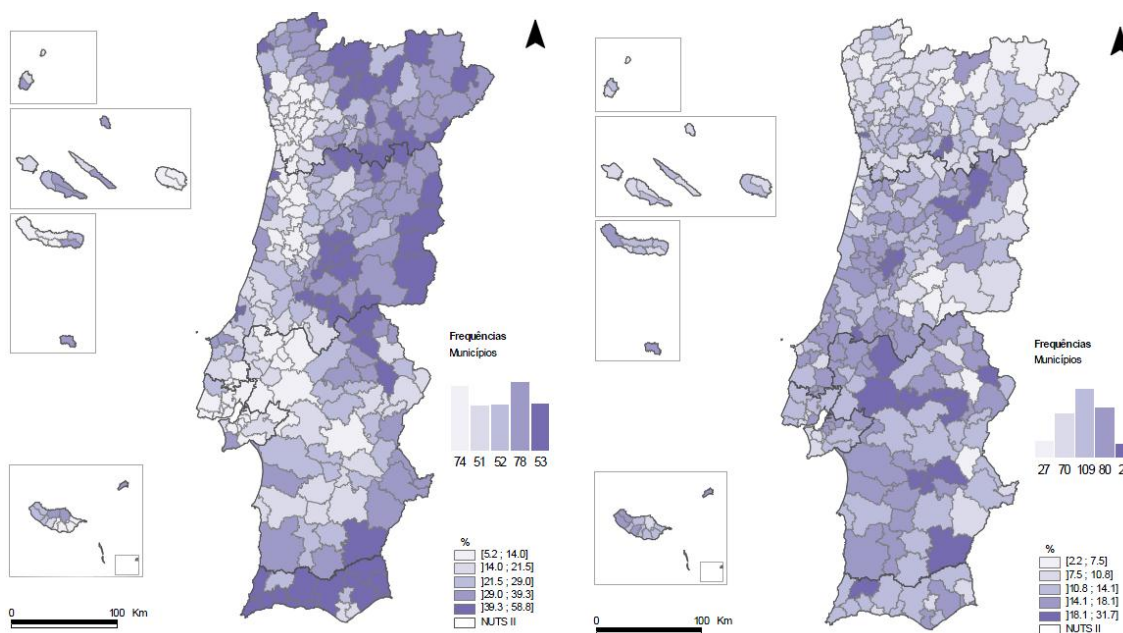 Frequências
Municípios
74 51 52 78 53
%
[5.2 ; 14.0]
]14.0 ; 21.5]
]21.5 ; 29.0]
]29.0 ; 39.3]
]39.3 ; 58.8]
NUTS II
0 100 Km
Frequências
Municípios
27 70 109 80 2
%
[2.2 ; 7.5]
]7.5 ; 10.8]
]10.8 ; 14.1]
]14.1 ; 18.1]
]18.1 ; 31.7]
NUTS II
0 100 Km